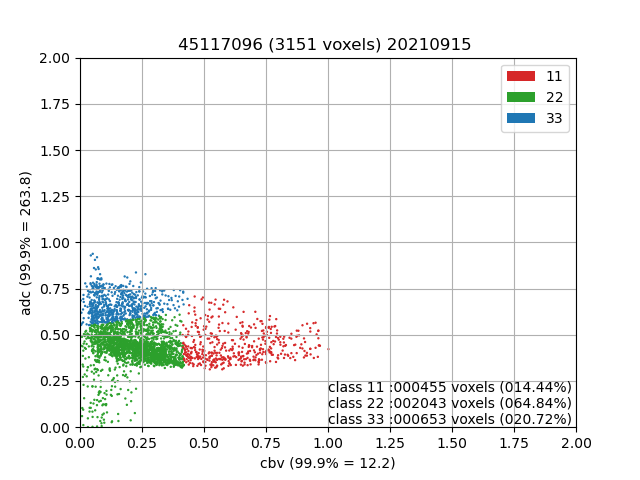 45117096 (3151 voxels) 20210915
2.00
1.75
1.50
1.25
1.00
0.75
0.50
0.25
0.00
adc (99.9% = 263.8)
11
22
33
class 11 :000455 voxels (014.44%)
class 22 :002043 voxels (064.84%)
class 33 :000653 voxels (020.72%)
0.00 0.25 0.50 0.75 1.00 1.25 1.50 1.75 2.00
cbv (99.9% = 12.2)